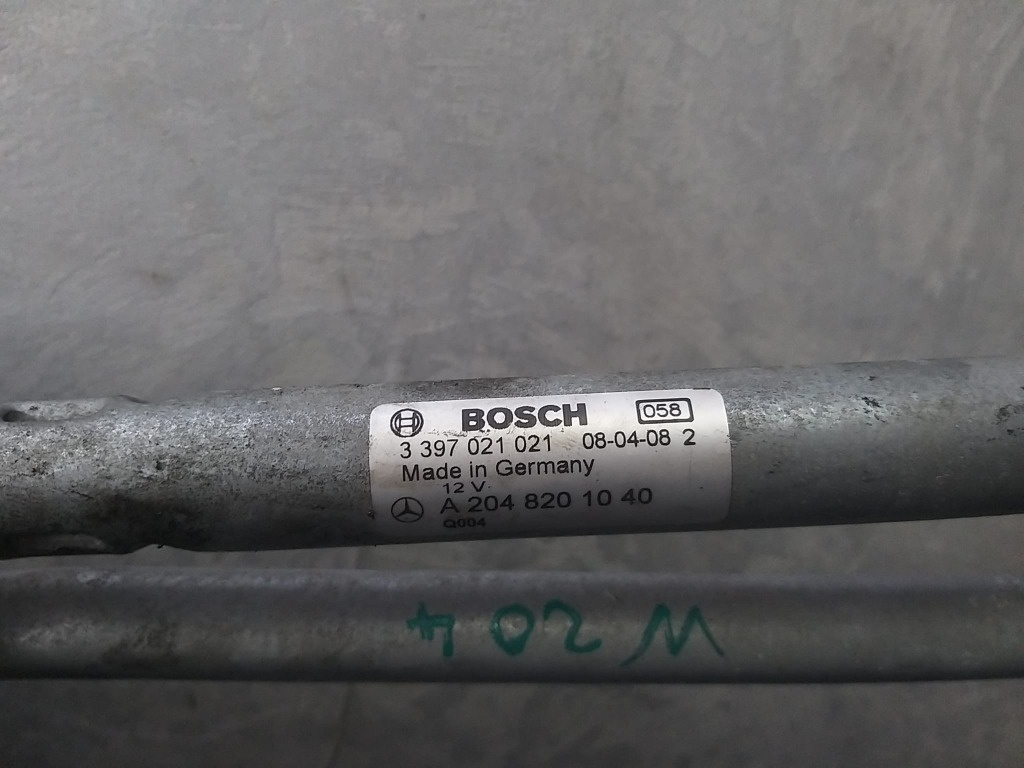 BOSCH 058
3 397 021 021 08-04-08 2
Made in Germany
12 V
A 204 820 10 40
Q004
W204